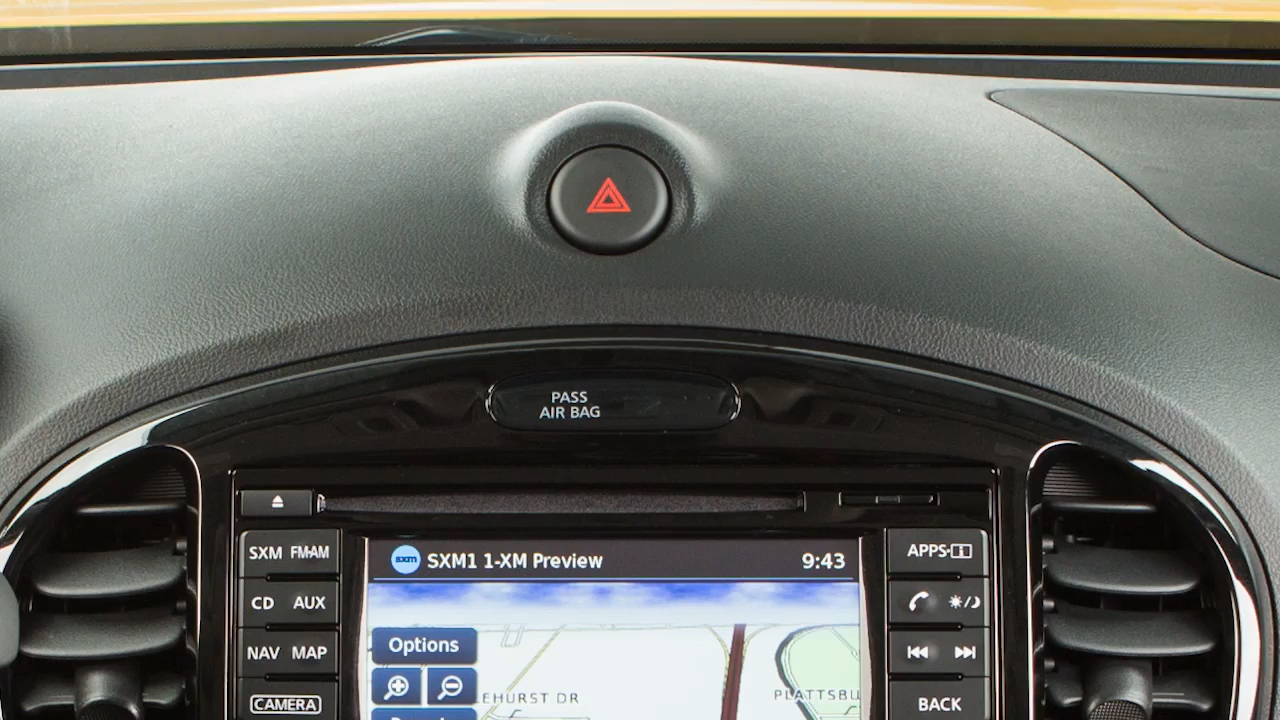 PASS
AIR BAG
SXM FM·AM
sxm SXM1 1-XM Preview 9:43
APPS·i
CD AUX
NAV MAP
Options
CAMERA
EHURST DR
PLATTSBU
BACK